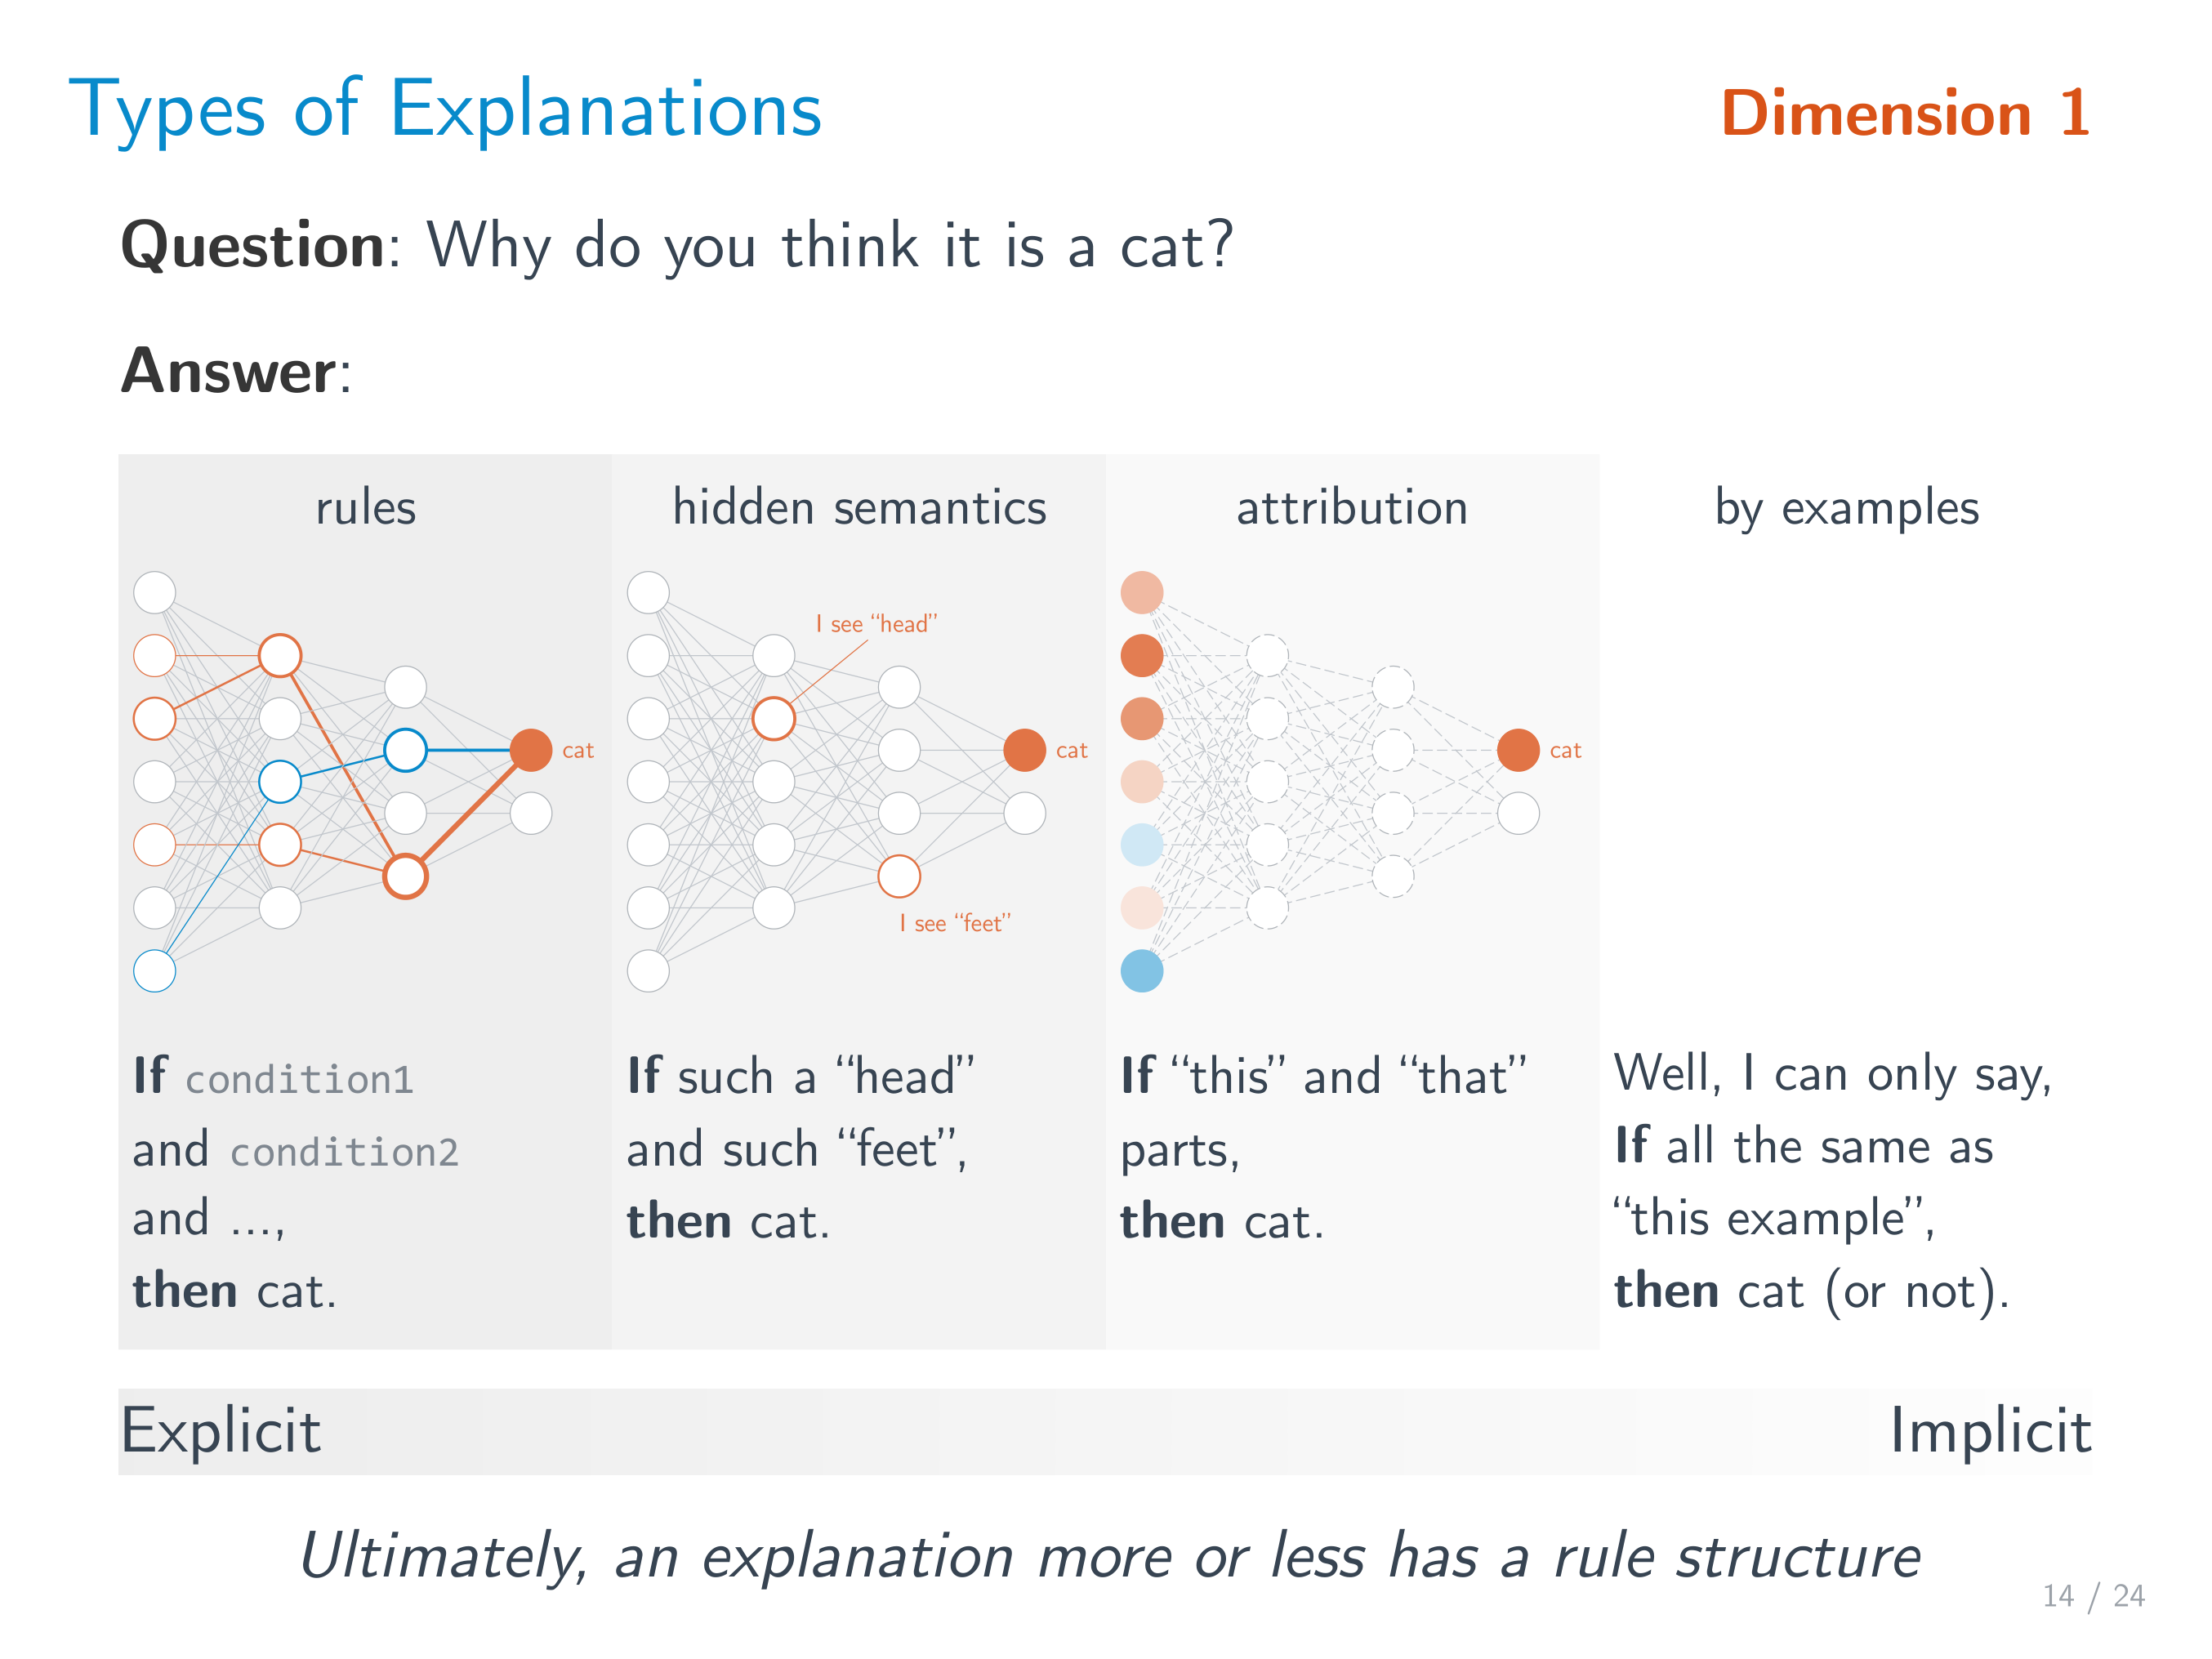 Types of Explanations
Dimension 1
Question: Why do you think it is a cat?
Answer:
rules
cat
If condition1
and condition2
and ...,
then cat.
hidden semantics
I see “head”
cat
I see “feet”
If such a “head”
and such “feet”,
then cat.
attribution
cat
If “this” and “that”
parts,
then cat.
by examples
Well, I can only say,
If all the same as
“this example”,
then cat (or not).
Explicit
Implicit
Ultimately, an explanation more or less has a rule structure
14 / 24